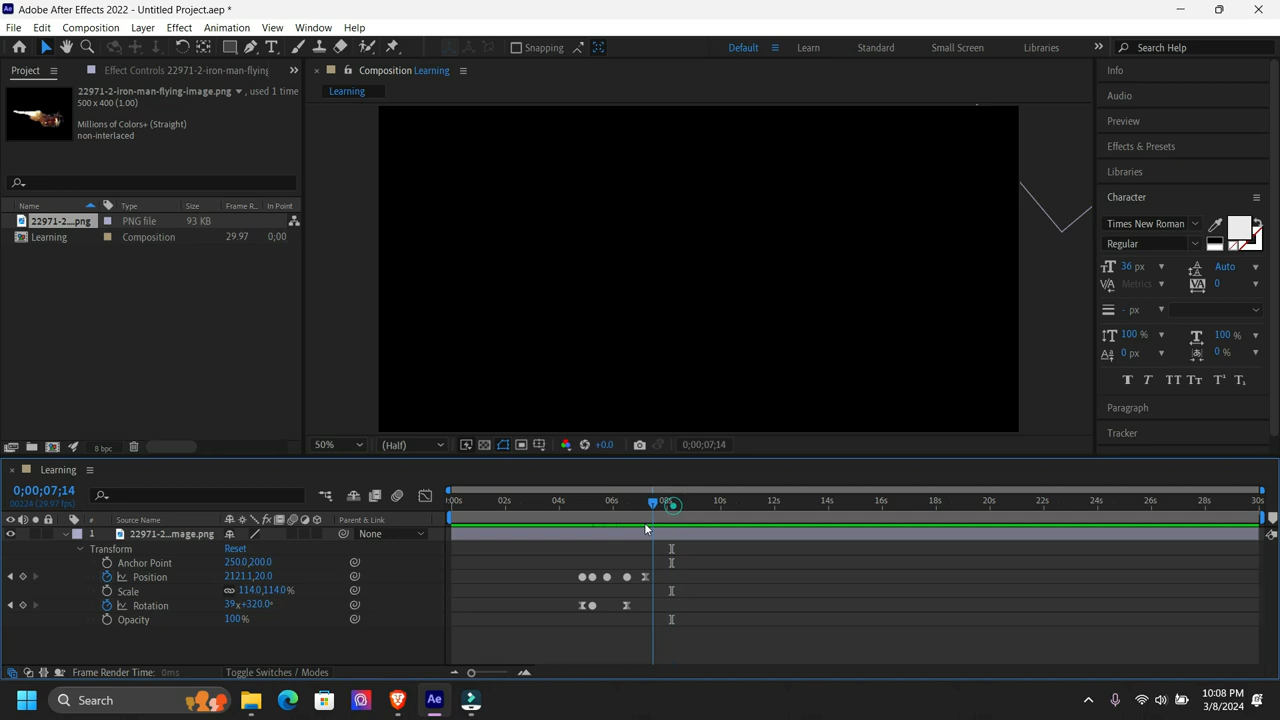 Adobe After Effects 2022 - Untitled Project.aep *
File Edit Composition Layer Effect Animation View Window Help
Snapping
Default Learn Standard Small Screen Libraries
Search Help
Project
Effect Controls 22971-2-iron-man-flying
Composition Learning
Learning
22971-2-iron-man-flying-image.png , used 1 time
500 x 400 (1.00)
Millions of Colors+ (Straight)
non-interlaced
Name Type Size Frame R... In Point
22971-2....png PNG file 93 KB
Learning Composition 29.97 0;00
8 bpc
50% (Half) +0.0 0;00;07;14
Info
Audio
Preview
Effects & Presets
Libraries
Character
Times New Roman
Regular
36 px Auto
Metrics 0
- px
100 % 100 %
0 px 0 %
T T TT Tt T¹ T₁
Paragraph
Tracker
Learning
0;00;07;14
00224 (29.97 fps)
# Source Name Parent & Link
:00s 02s 04s 06s 08s 10s 12s 14s 16s 18s 20s 22s 24s 26s 28s 30s
1 22971-2...mage.png None
Transform Reset
Anchor Point 250.0,200.0
Position 2121.1,20.0
Scale 114.0,114.0%
Rotation 39x+320.0°
Opacity 100%
Frame Render Time: 0ms Toggle Switches / Modes
Search
Ae
10:08 PM
3/8/2024